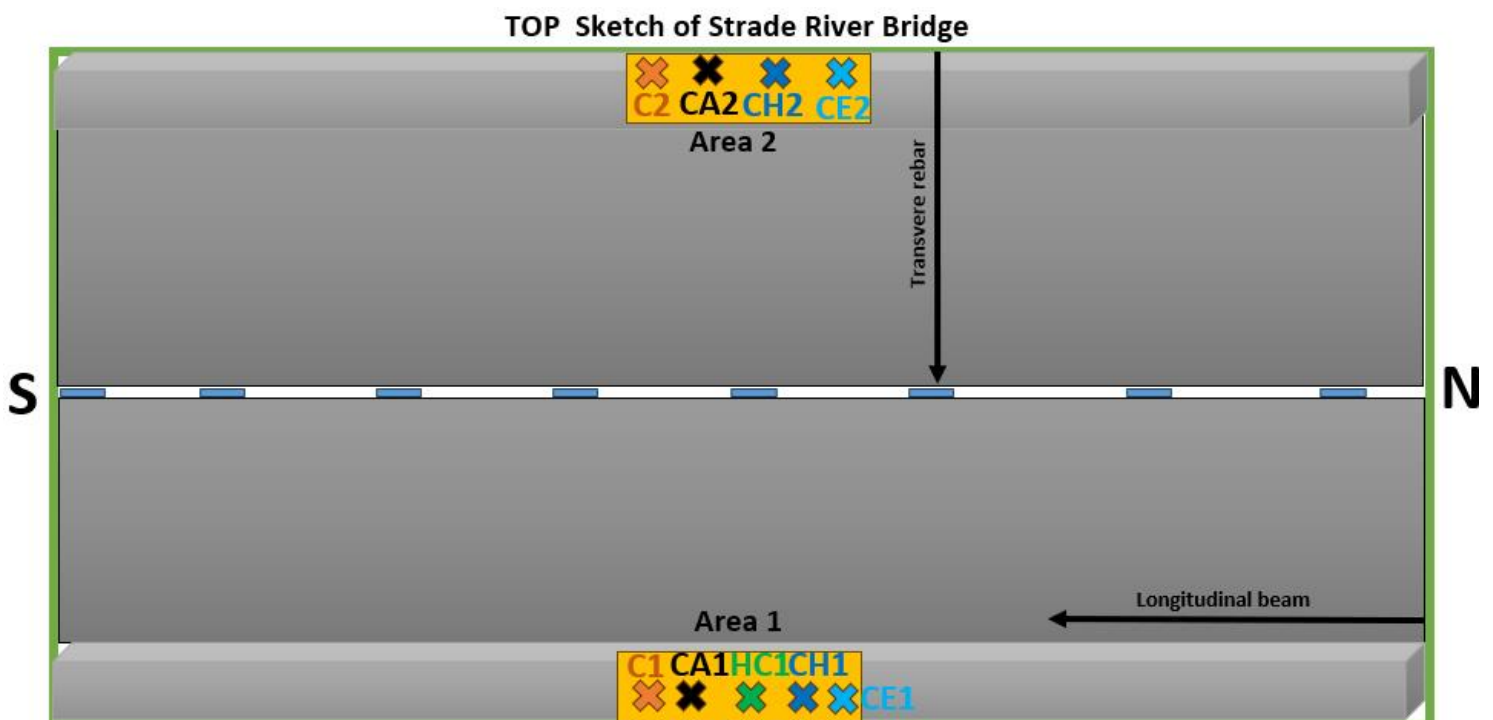 TOP Sketch of Strade River Bridge
C2 CA2 CH2 CE2
Area 2
Transvere rebar
S
N
Longitudinal beam
Area 1
C1 CA1 HC1 CH1
CE1